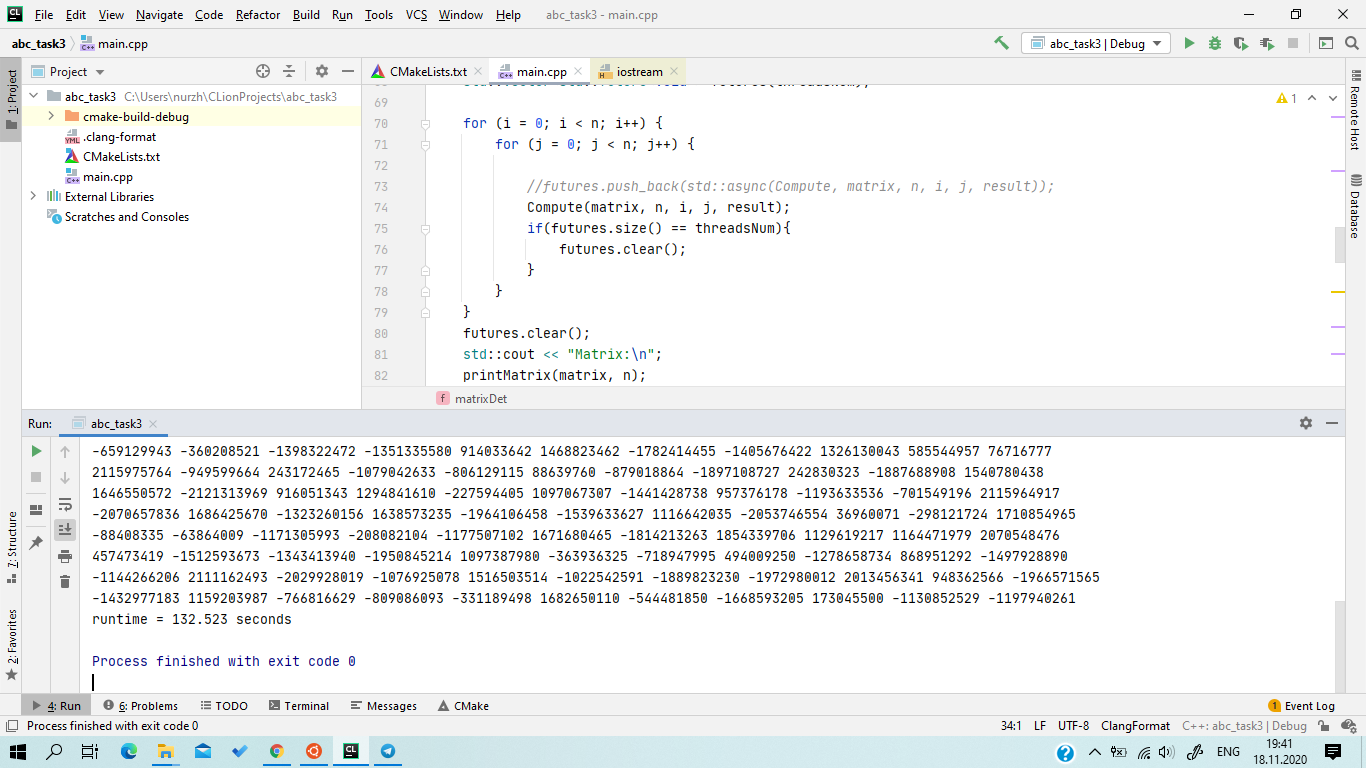 File Edit View Navigate Code Refactor Build Run Tools VCS Window Help abc_task3 - main.cpp
abc_task3 main.cpp abc_task3 | Debug
1: Project
Project
abc_task3 C:\Users\nurzh\CLionProjects\abc_task3
cmake-build-debug
.clang-format
CMakeLists.txt
main.cpp
External Libraries
Scratches and Consoles
CMakeLists.txt main.cpp iostream
1
69
70 for (i = 0; i < n; i++) {
71 for (j = 0; j < n; j++) {
72
73 //futures.push_back(std::async(Compute, matrix, n, i, j, result));
74 Compute(matrix, n, i, j, result);
75 if(futures.size() == threadsNum){
76 futures.clear();
77 }
78 }
79 }
80 futures.clear();
81 std::cout << "Matrix:\n";
82 printMatrix(matrix, n);
f matrixDet
Remote Host
Database
Run: abc_task3
-659129943 -360208521 -1398322472 -1351335580 914033642 1468823462 -1782414455 -1405676422 1326130043 585544957 76716777
2115975764 -949599664 243172465 -1079042633 -806129115 88639760 -879018864 -1897108727 242830323 -1887688908 1540780438
1646550572 -2121313969 916051343 1294841610 -227594405 1097067307 -1441428738 957376178 -1193633536 -701549196 2115964917
-2070657836 1686425670 -1323260156 1638573235 -1964106458 -1539633627 1116642035 -2053746554 36960071 -298121724 1710854965
-88408335 -63864009 -1171305993 -208082104 -1177507102 1671680465 -1814213263 1854339706 1129619217 1164471979 2070548476
457473419 -1512593673 -1343413940 -1950845214 1097387980 -363936325 -718947995 494009250 -1278658734 868951292 -1497928890
-1144266206 2111162493 -2029928019 -1076925078 1516503514 -1022542591 -1889823230 -1972980012 2013456341 948362566 -1966571565
-1432977183 1159203987 -766816629 -809086093 -331189498 1682650110 -544481850 -1668593205 173045500 -1130852529 -1197940261
runtime = 132.523 seconds
Process finished with exit code 0
7: Structure
2: Favorites
4: Run 6: Problems TODO Terminal Messages CMake 1 Event Log
Process finished with exit code 0 34:1 LF UTF-8 ClangFormat C++: abc_task3 | Debug
ENG 19:41
18.11.2020